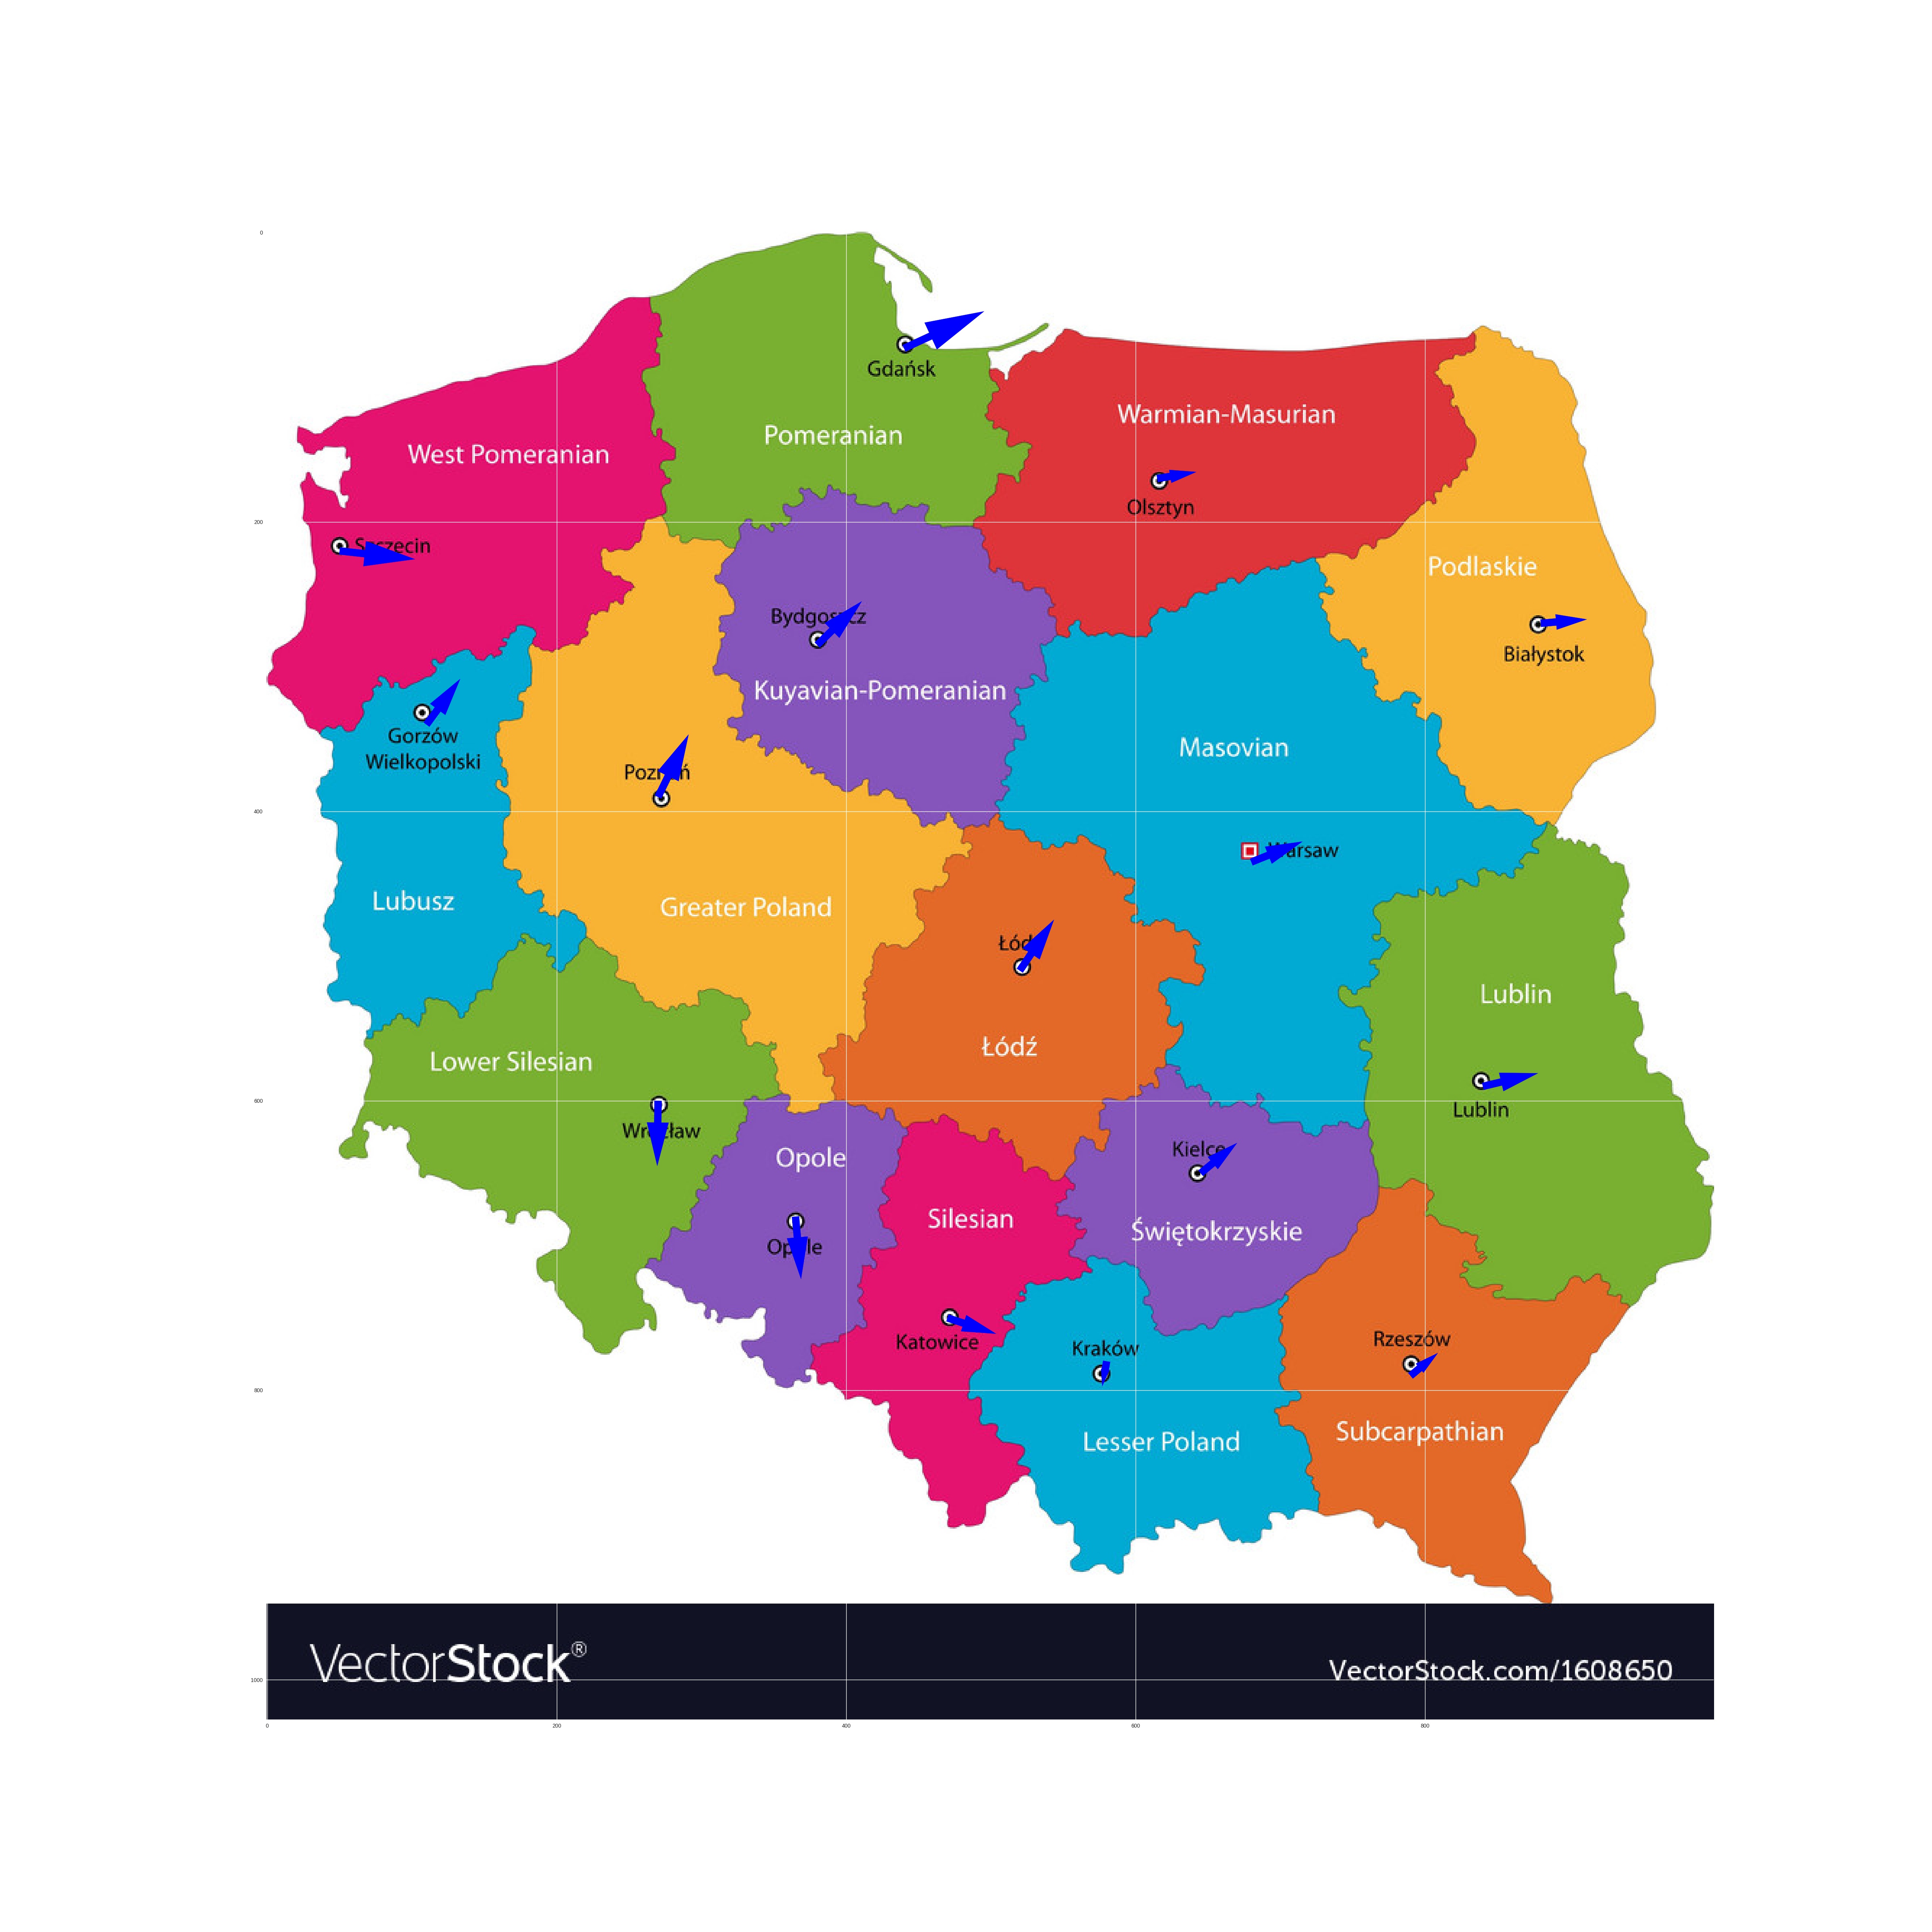 0
Gdańsk
Warmian-Masurian
Pomeranian
West Pomeranian
Olsztyn
200
Szczecin
Podlaskie
Bydgoszcz
Białystok
Kuyavian-Pomeranian
Gorzów
Wielkopolski
Masovian
Poznań
400
Warsaw
Lubusz
Greater Poland
Łódź
Lublin
Łódź
Lower Silesian
600
Lublin
Wrocław
Kielce
Opole
Silesian
Świętokrzyskie
Opole
Katowice
Kraków
Rzeszów
800
Subcarpathian
Lesser Poland
VectorStock®
VectorStock.com/1608650
1000
0 200 400 600 800